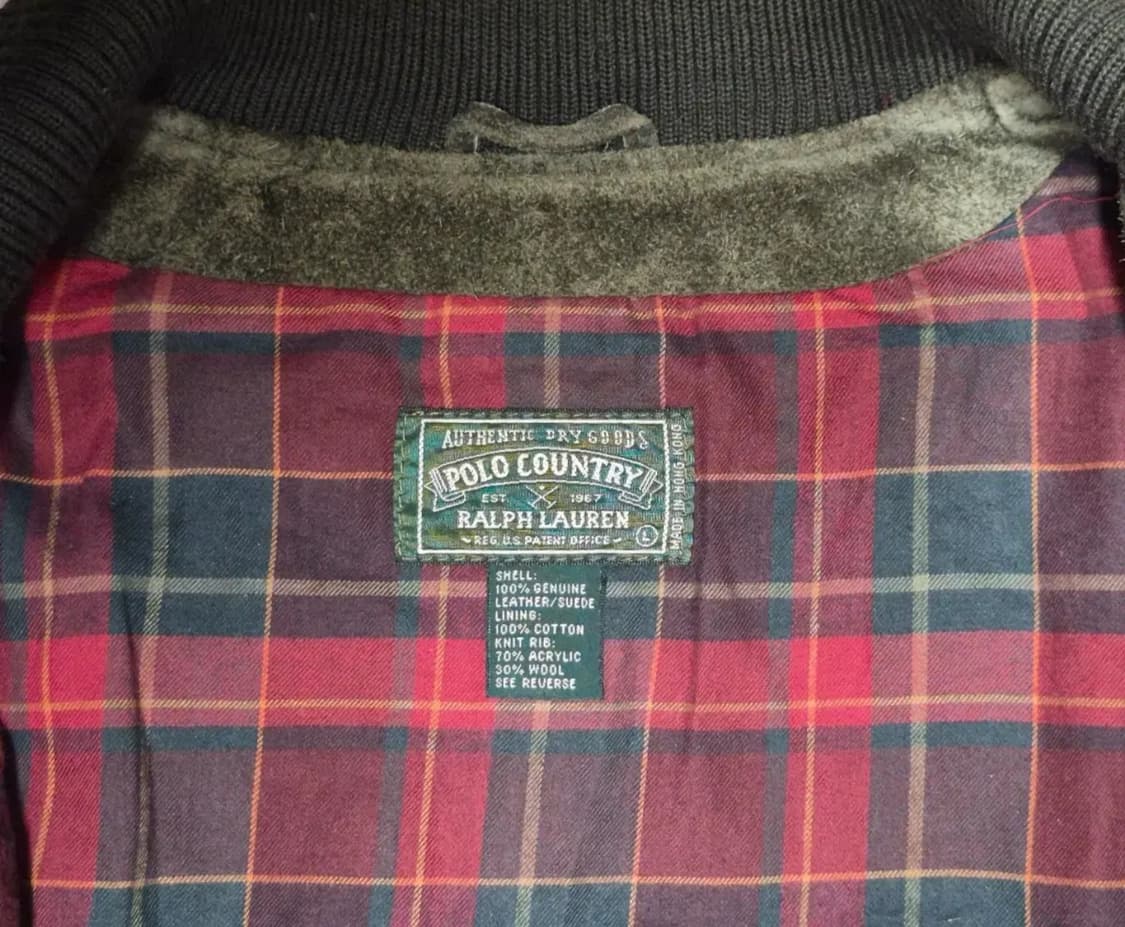 AUTHENTIC DRY GOODS
POLO COUNTRY
EST 1967
RALPH LAUREN
REG. U.S. PATENT OFFICE
L
MADE IN HONG KONG
SHELL:
100% GENUINE
LEATHER/SUEDE
LINING:
100% COTTON
KNIT RIB:
70% ACRYLIC
30% WOOL
SEE REVERSE